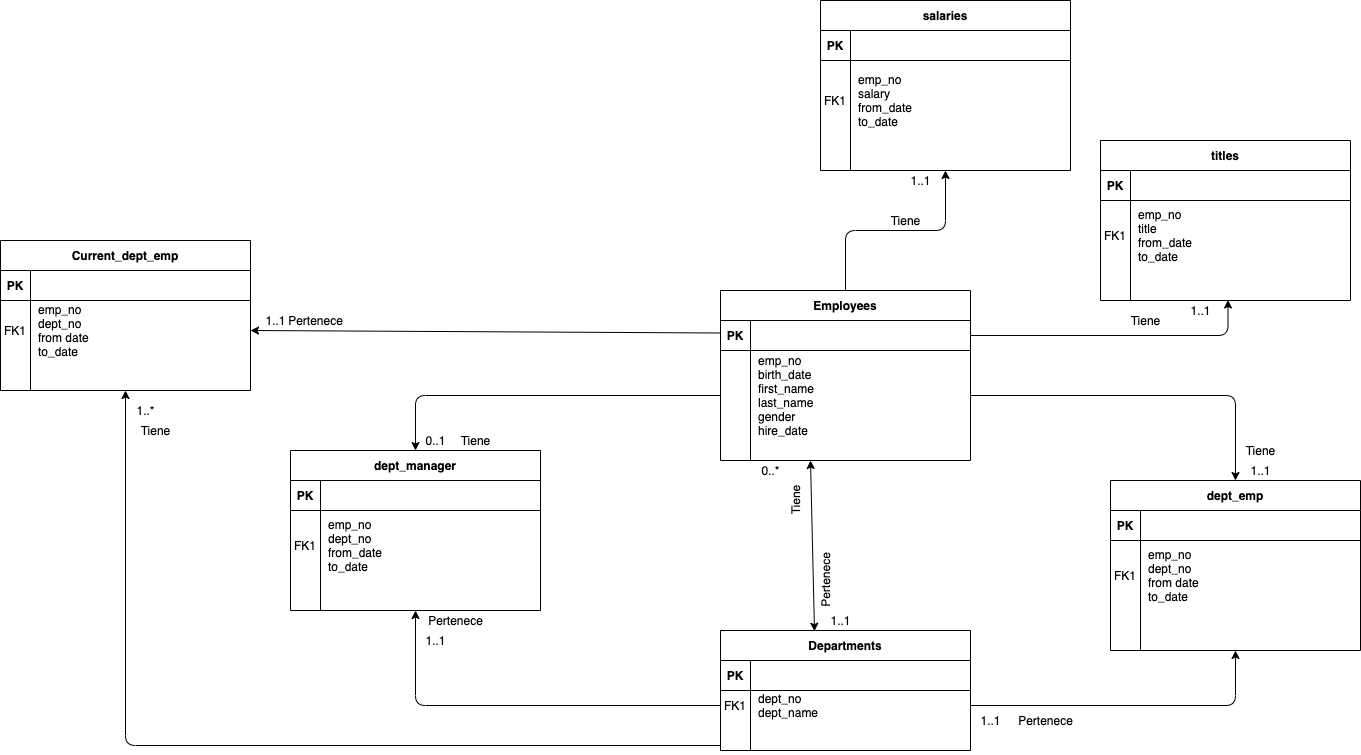 salaries
PK
FK1
emp_no
salary
from_date
to_date
1..1
Tiene
titles
PK
FK1
emp_no
title
from_date
to_date
1..1
Tiene
Current_dept_emp
PK
FK1
emp_no
dept_no
from date
to_date
1..1 Pertenece
1..*
Tiene
Employees
PK
emp_no
birth_date
first_name
last_name
gender
hire_date
0..1 Tiene
dept_manager
PK
FK1
emp_no
dept_no
from_date
to_date
Pertenece
1..1
0..*
Tiene
Pertenece
1..1
Tiene
1..1
dept_emp
PK
FK1
emp_no
dept_no
from date
to_date
Departments
PK
FK1
dept_no
dept_name
1..1 Pertenece